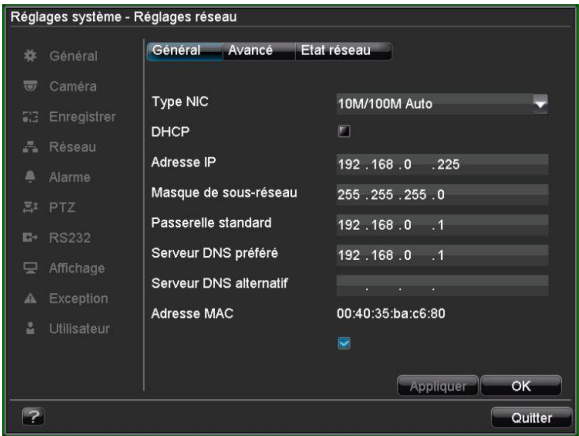 Réglages système - Réglages réseau
Général
Caméra
Enregistrer
Réseau
Alarme
PTZ
RS232
Affichage
Exception
Utilisateur
Général Avancé Etat réseau
Type NIC 10M/100M Auto
DHCP
Adresse IP 192 .168 .0 .225
Masque de sous-réseau 255 .255 .255 .0
Passerelle standard 192 .168 .0 .1
Serveur DNS préféré 192 .168 .0 .1
Serveur DNS alternatif . . .
Adresse MAC 00:40:35:ba:c6:80
Appliquer OK
? Quitter